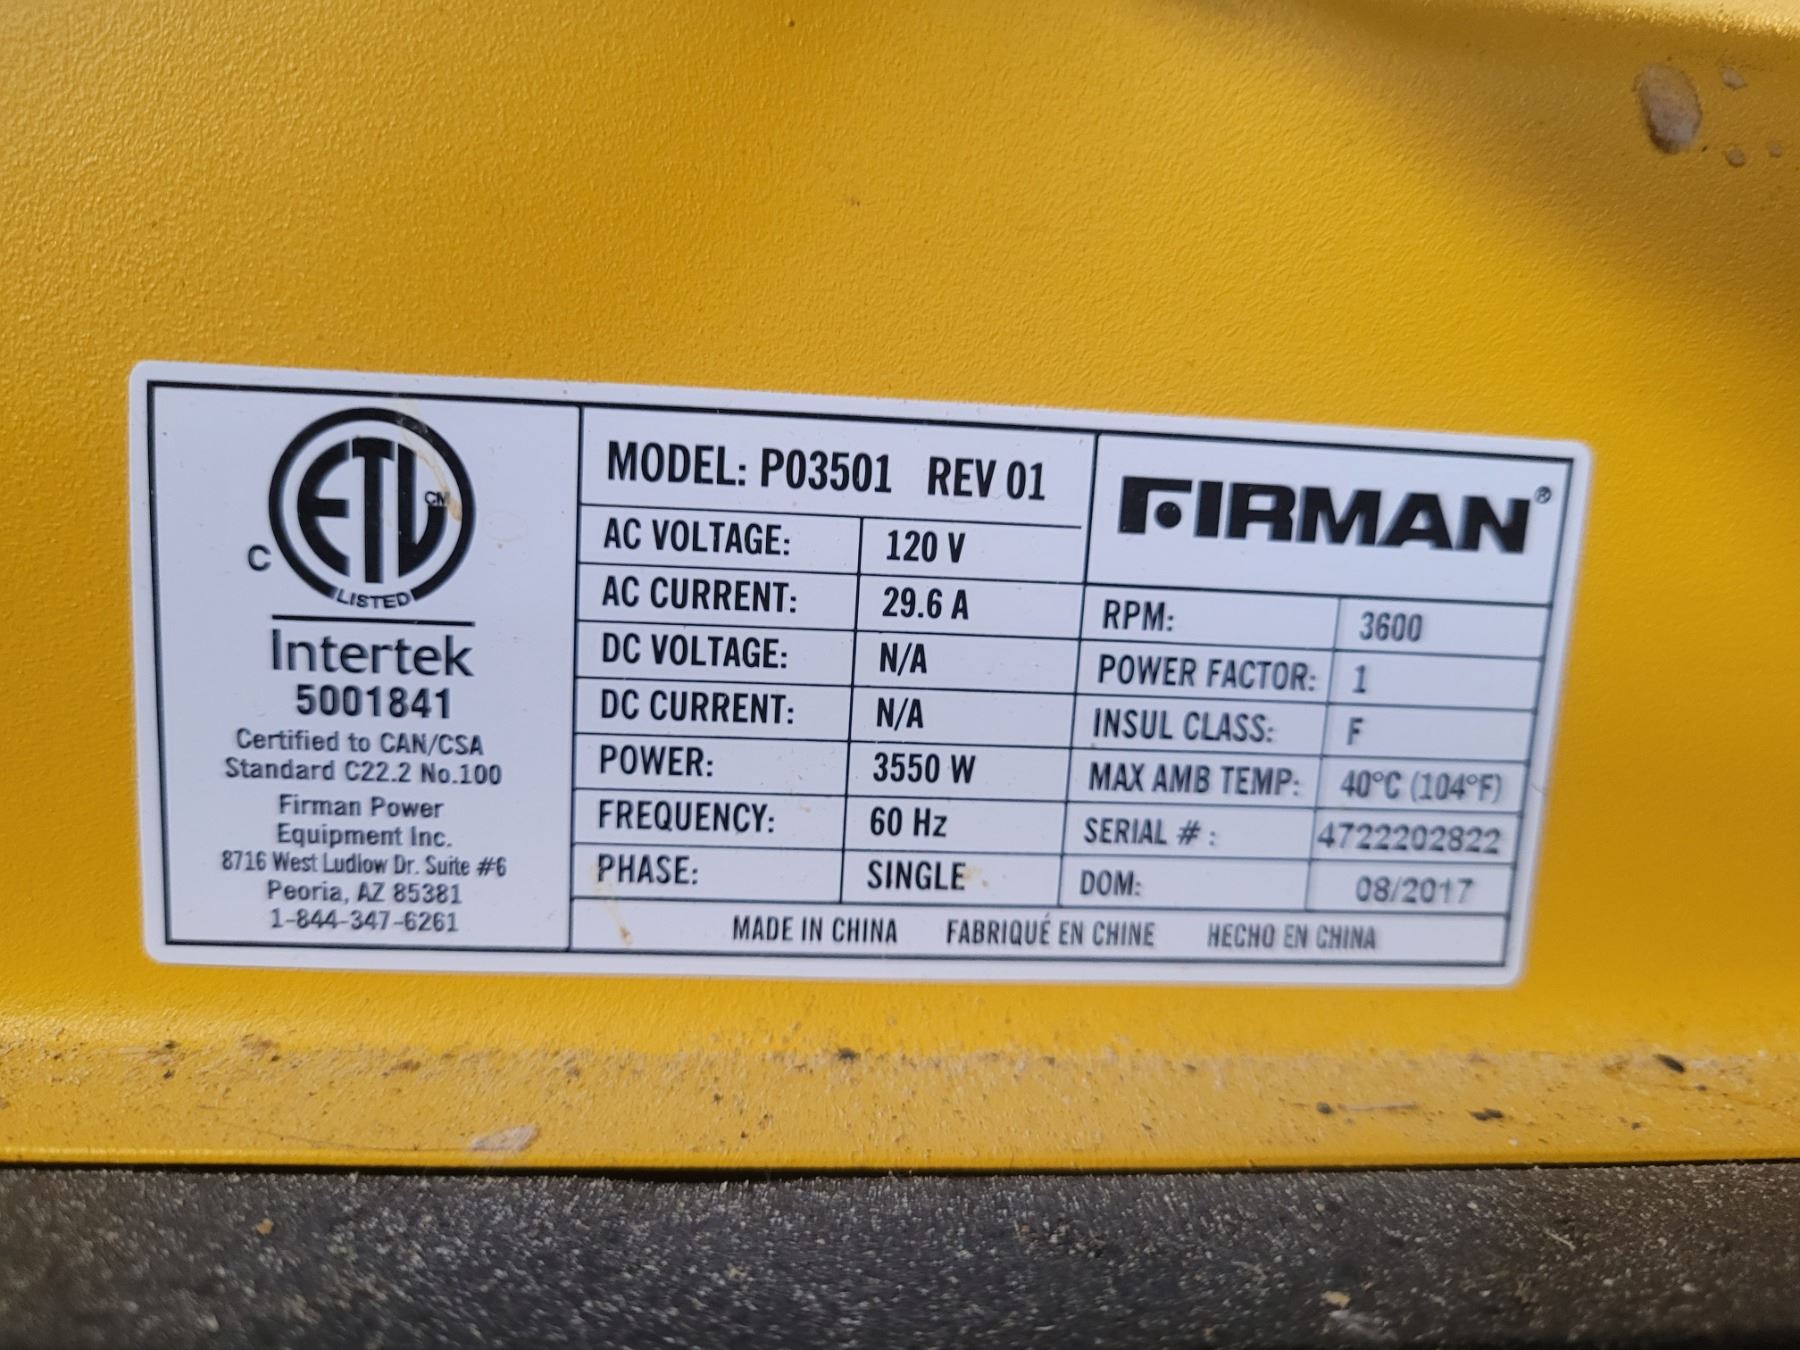 C
ETL
CM
LISTED
Intertek
5001841
Certified to CAN/CSA
Standard C22.2 No.100
Firman Power
Equipment Inc.
8716 West Ludlow Dr. Suite #6
Peoria, AZ 85381
1-844-347-6261
MODEL: P03501 REV 01
AC VOLTAGE: 120 V
AC CURRENT: 29.6 A
DC VOLTAGE: N/A
DC CURRENT: N/A
POWER: 3550 W
FREQUENCY: 60 Hz
PHASE: SINGLE
FIRMAN®
RPM: 3600
POWER FACTOR: 1
INSUL CLASS: F
MAX AMB TEMP: 40°C (104°F)
SERIAL # : 4722202822
DOM: 08/2017
MADE IN CHINA FABRIQUÉ EN CHINE HECHO EN CHINA